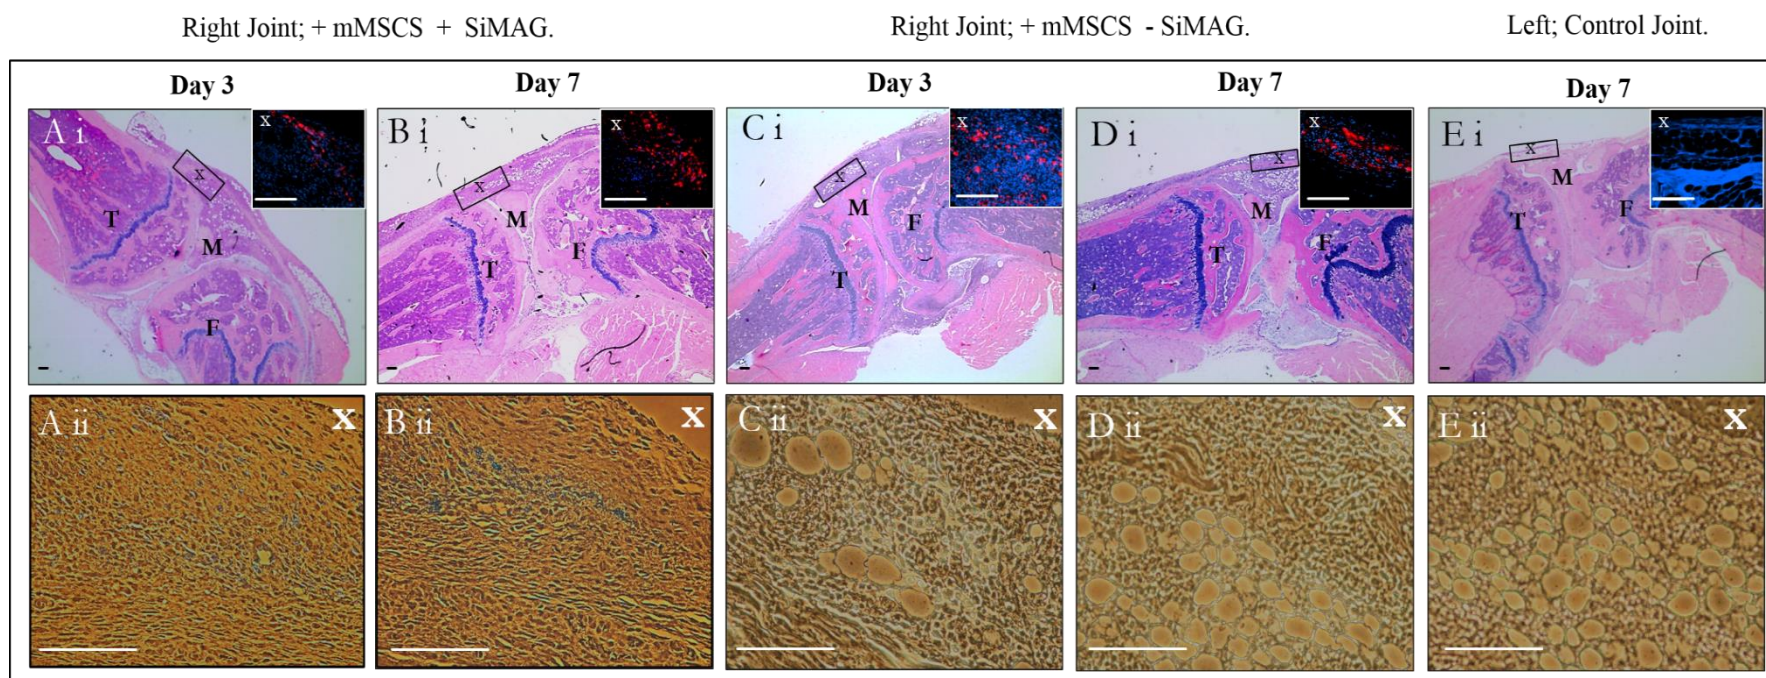 Right Joint; + mMSCS + SiMAG.
Right Joint; + mMSCS - SiMAG.
Left; Control Joint.
Day 3
Day 7
Day 3
Day 7
Day 7
A i
x
x
T
M
F
B i
x
x
T
M
F
C i
x
x
T
M
F
D i
x
x
T
M
F
E i
x
x
T
M
F
A ii
X
B ii
X
C ii
X
D ii
X
E ii
X